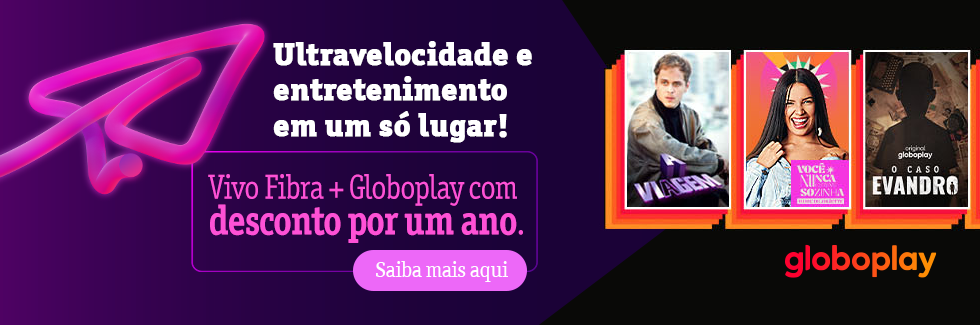 Ultravelocidade e
entretenimento
em um só lugar!
Vivo Fibra + Globoplay com
desconto por um ano.
Saiba mais aqui
A
VIAGEM
VOCÊ
NUNCA
SOZINHA
original
globoplay
O CASO
EVANDRO
globoplay